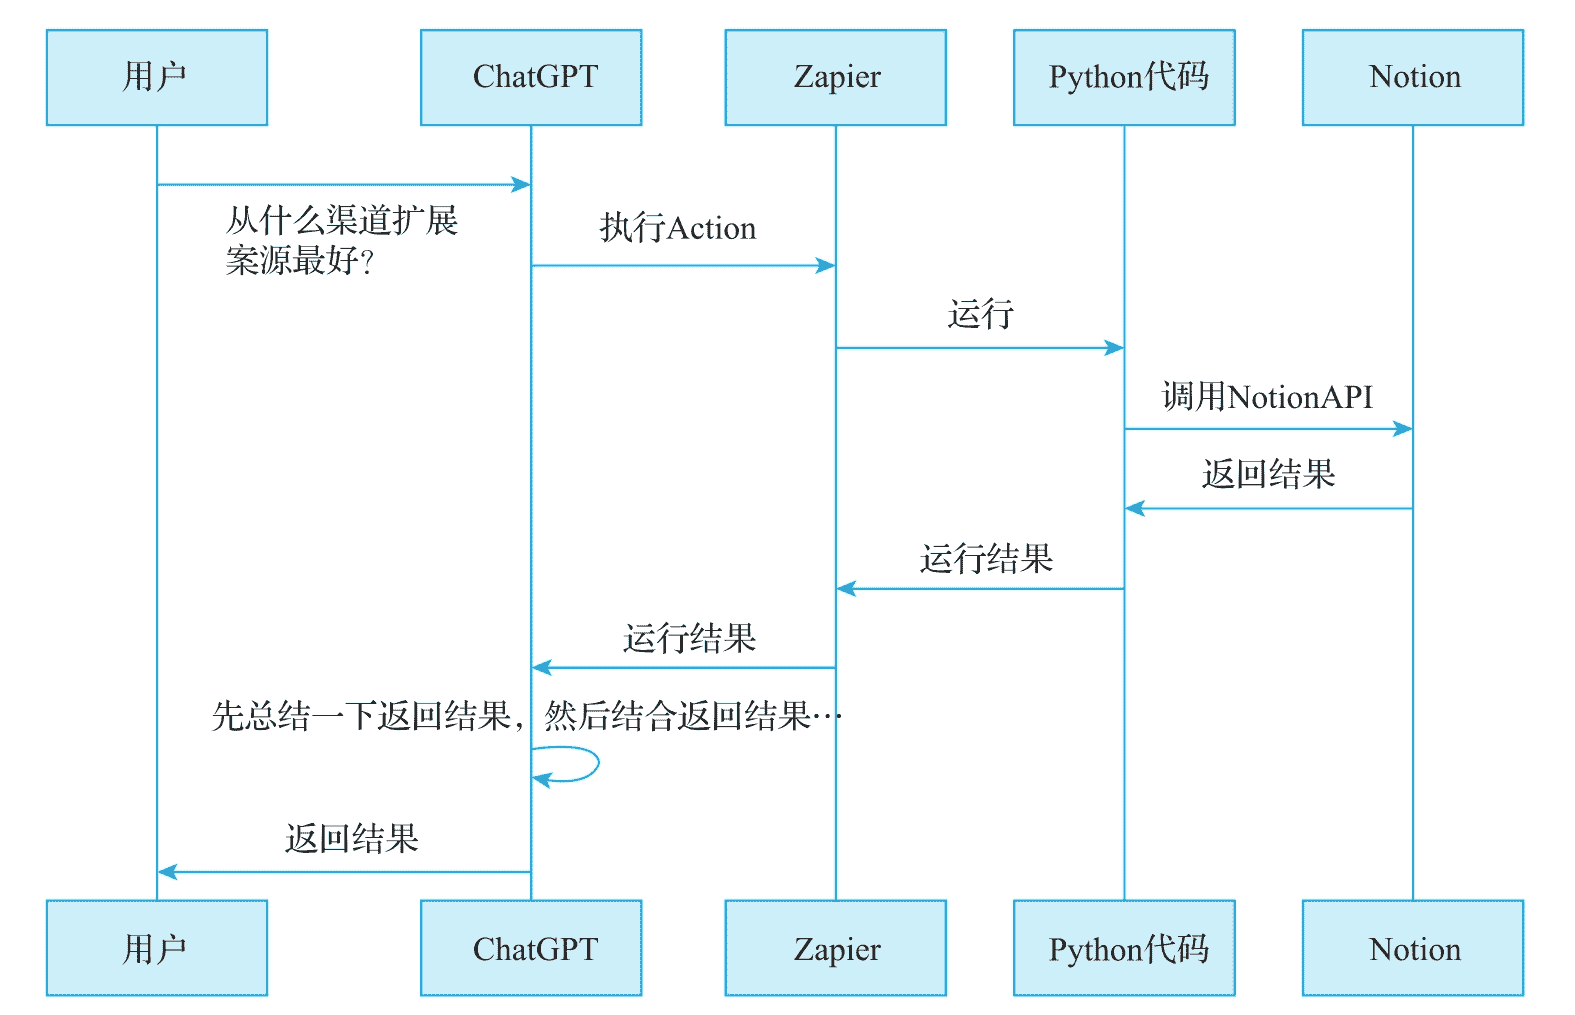 用户
ChatGPT
Zapier
Python代码
Notion
从什么渠道扩展
案源最好？
执行Action
运行
调用NotionAPI
返回结果
运行结果
运行结果
先总结一下返回结果，然后结合返回结果…
返回结果
用户
ChatGPT
Zapier
Python代码
Notion